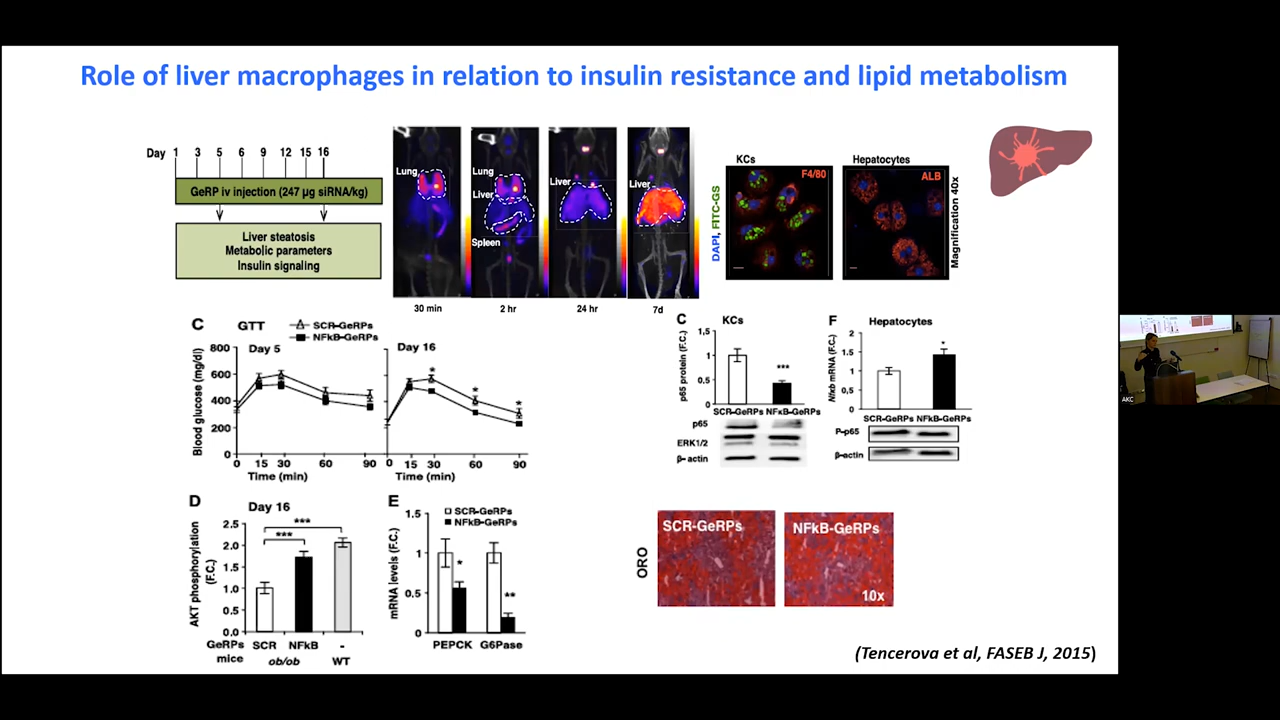 Role of liver macrophages in relation to insulin resistance and lipid metabolism
Day 1 3 5 6 9 12 15 16
GeRP iv injection (247 µg siRNA/kg)
Liver steatosis
Metabolic parameters
Insulin signaling
Lung
30 min
Lung
Liver
Spleen
2 hr
Liver
24 hr
Liver
7d
KCs
Hepatocytes
F4/80
ALB
DAPI, FITC-GS
Magnification 40x
C GTT
SCR-GeRPs
NFkB-GeRPs
Day 5
Day 16
Blood glucose (mg/dl)
800
600
400
200
0
* * *
0 15 30 60 90
0 15 30 60 90
Time (min)
Time (min)
C KCs
p65 protein (F.C.)
1,5
1
0.5
0
***
SCR-GeRPs NFkB-GeRPs
p65
ERK1/2
β- actin
F Hepatocytes
Nfkb mRNA (F.C.)
2
1.5
1
0,5
0
*
SCR-GeRPs NFkB-GeRPs
P-p65
β-actin
D Day 16
AKT phosphorylation (F.C.)
2.5
2.0
1.5
1.0
0.5
0.0
***
***
GeRPs SCR NFkB -
mice ob/ob WT
E
SCR-GeRPs
NFkB-GeRPs
mRNA levels (F.C.)
1.5
1
0.5
0
*
**
PEPCK G6Pase
ORO
SCR-GeRPs
NFkB-GeRPs
10x
(Tencerova et al, FASEB J, 2015)
AKC